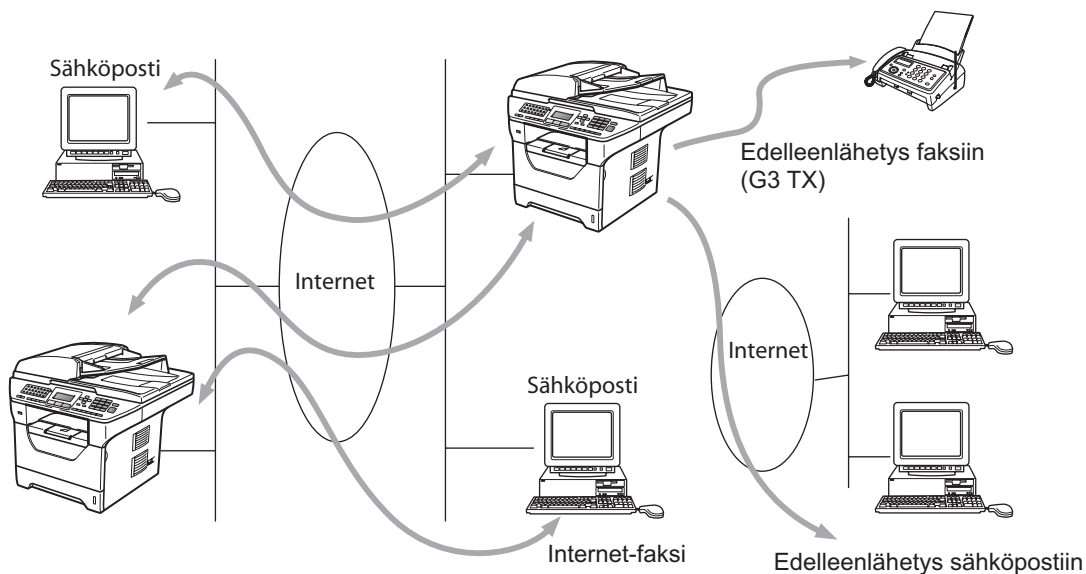 Sähköposti
Edelleenlähetys faksiin
(G3 TX)
Internet
Internet
Sähköposti
Internet-faksi
Edelleenlähetys sähköpostiin